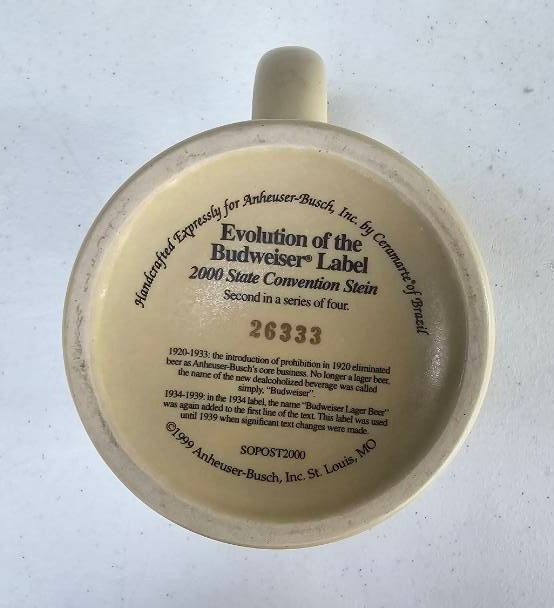 Handcrafted Expressly for Anheuser-Busch, Inc. by Ceramarte of Brazil
Evolution of the
Budweiser® Label
2000 State Convention Stein
Second in a series of four.
26333
1920-1933: the introduction of prohibition in 1920 eliminated
beer as Anheuser-Busch's core business. No longer a lager beer,
the name of the new dealcoholized beverage was called
simply, "Budweiser".
1934-1939: in the 1934 label, the name "Budweiser Lager Beer"
was again added to the first line of the text. This label was used
until 1939 when significant text changes were made.
SOPOST2000
©1999 Anheuser-Busch, Inc. St. Louis, MO